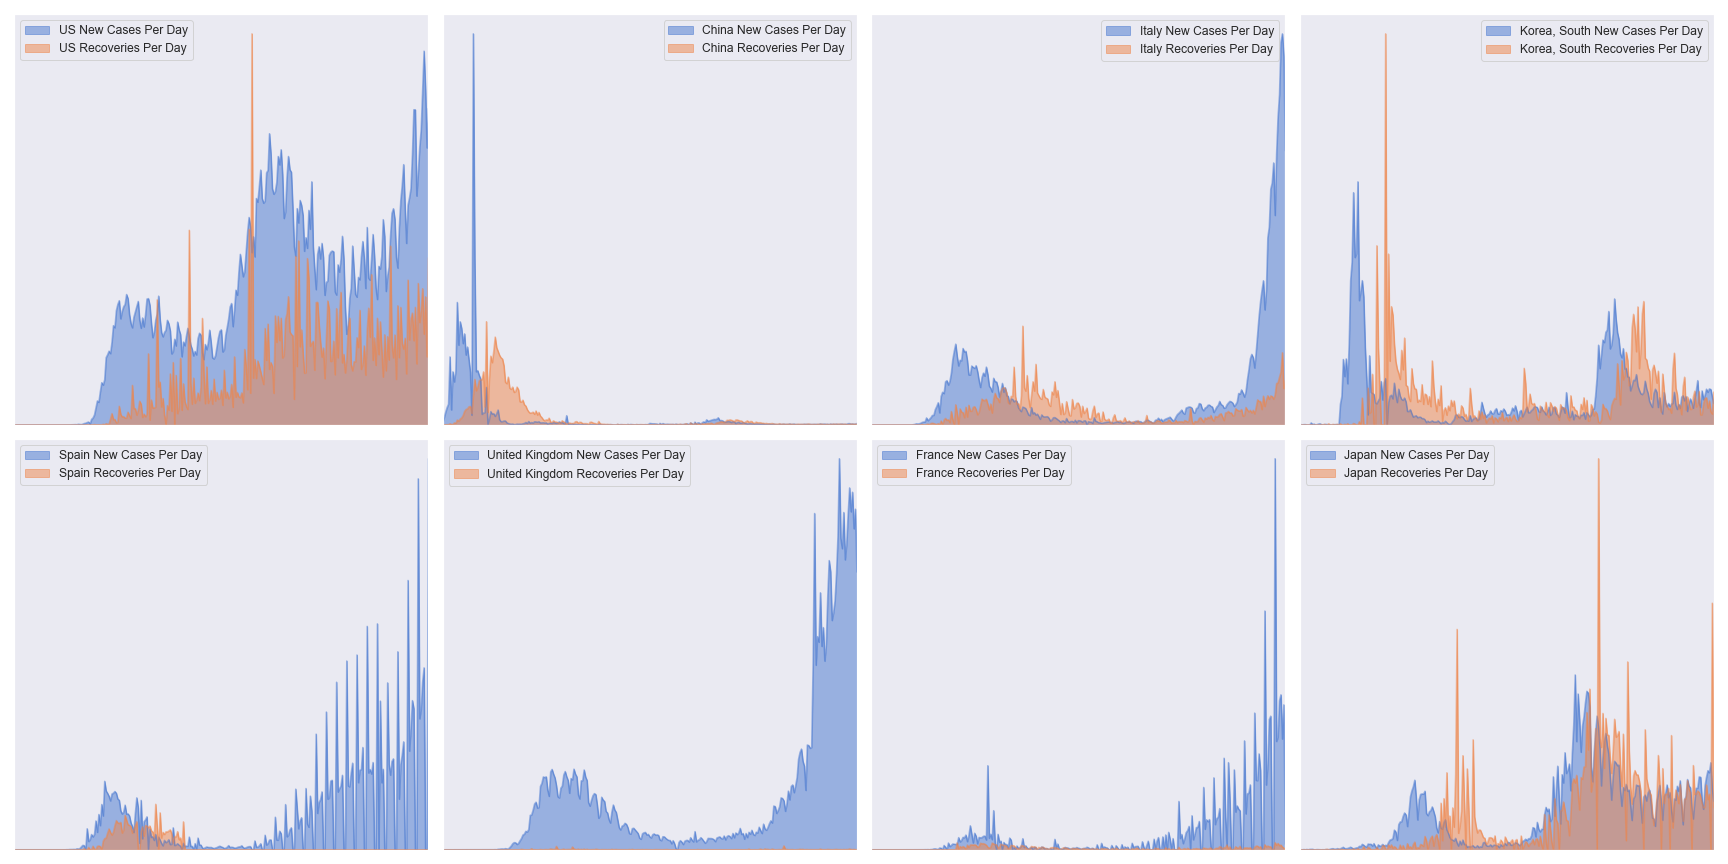 US New Cases Per Day
US Recoveries Per Day
China New Cases Per Day
China Recoveries Per Day
Italy New Cases Per Day
Italy Recoveries Per Day
Korea, South New Cases Per Day
Korea, South Recoveries Per Day
Spain New Cases Per Day
Spain Recoveries Per Day
United Kingdom New Cases Per Day
United Kingdom Recoveries Per Day
France New Cases Per Day
France Recoveries Per Day
Japan New Cases Per Day
Japan Recoveries Per Day